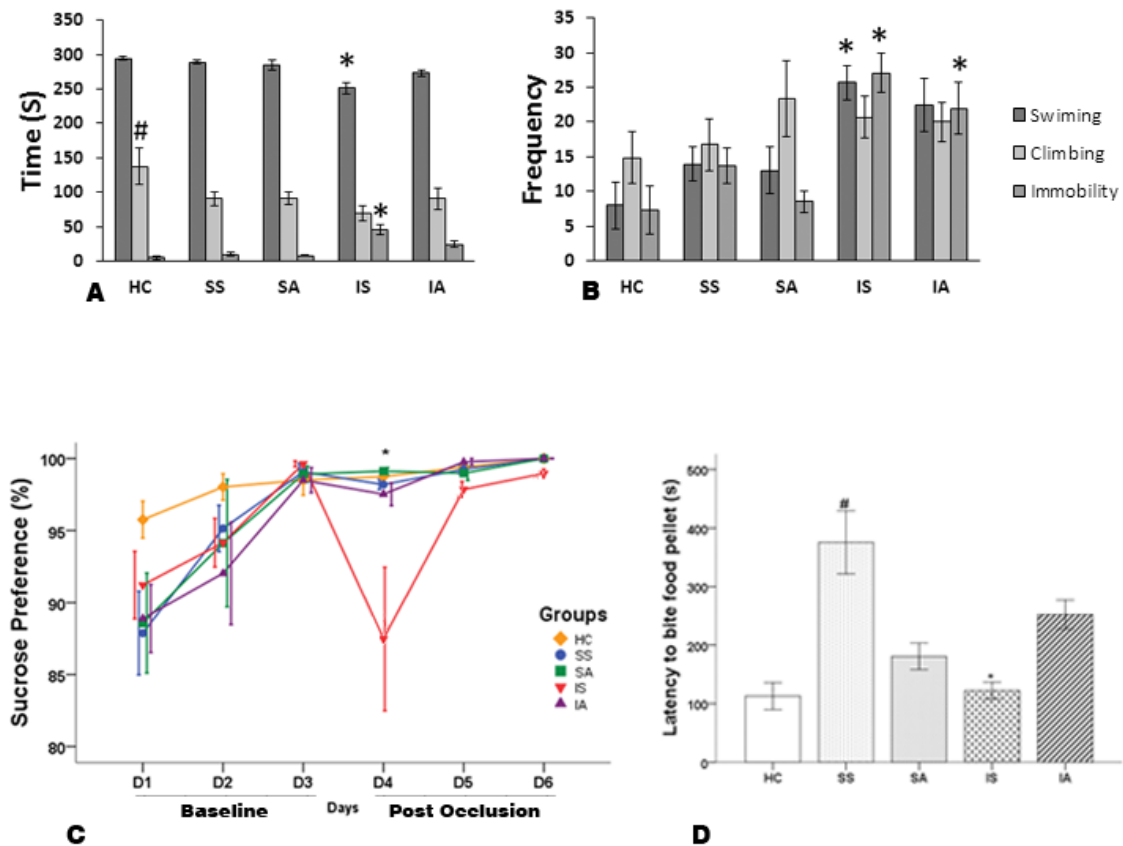 Time (S)
350
300
250
200
150
100
50
0
#
*
*
HC SS SA IS IA
A
Frequency
35
30
25
20
15
10
5
0
*
*
*
HC SS SA IS IA
B
Swiming
Climbing
Immobility
Sucrose Preference (%)
100
95
90
85
80
*
Groups
HC
SS
SA
IS
IA
D1 D2 D3 D4 D5 D6
Baseline Days Post Occlusion
C
Latency to bite food pellet (s)
500
400
300
200
100
0
#
*
HC SS SA IS IA
D